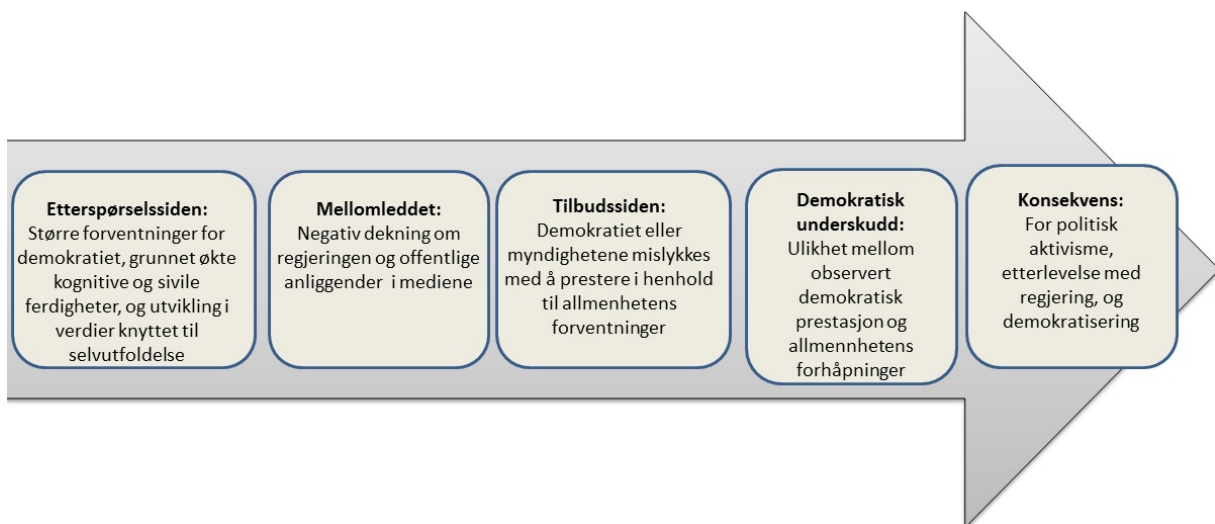 Etterspørselssiden:
Større forventninger for
demokratiet, grunnet økte
kognitive og sivile
ferdigheter, og utvikling i
verdier knyttet til
selvutfoldelse
Mellomleddet:
Negativ dekning om
regjeringen og offentlige
anliggender i mediene
Tilbudssiden:
Demokratiet eller
myndighetene mislykkes
med å prestere i henhold
til allmenhetens
forventninger
Demokratisk
underskudd:
Ulikhet mellom
observert
demokratisk
prestasjon og
allmennhetens
forhåpninger
Konsekvens:
For politisk
aktivisme,
etterlevelse med
regjering, og
demokratisering